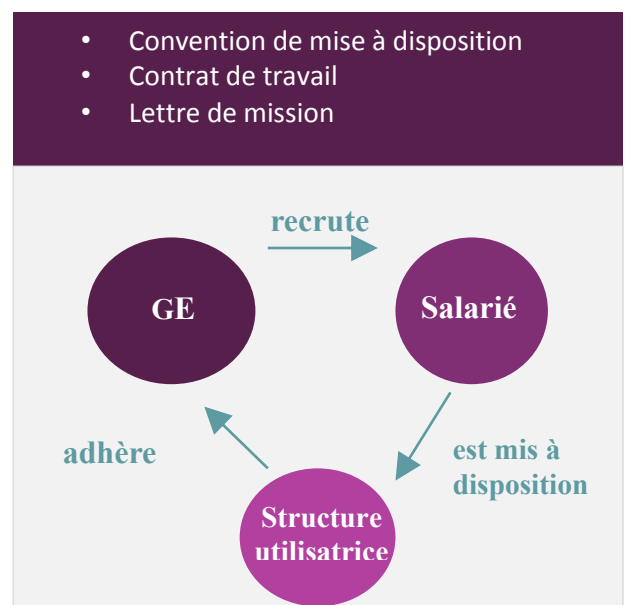 • Convention de mise à disposition
• Contrat de travail
• Lettre de mission
recrute
GE
Salarié
adhère
est mis à
disposition
Structure
utilisatrice